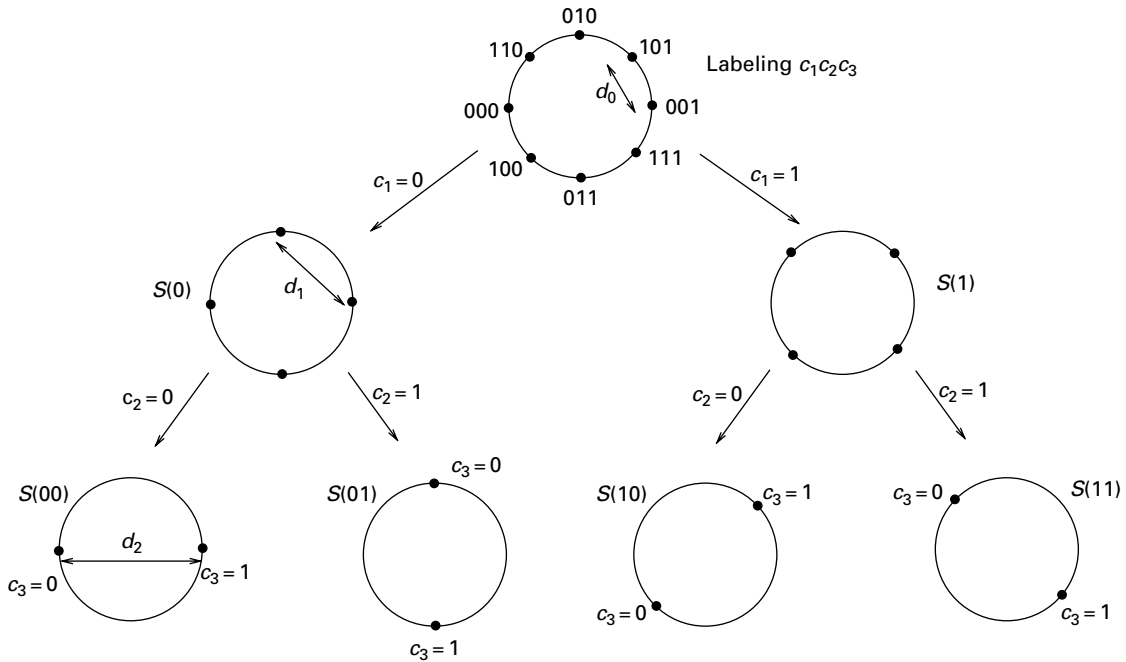 010
110
101
Labeling c₁c₂c₃
d₀
000
001
100
111
011
c₁ = 0
c₁ = 1
S(0)
d₁
S(1)
c₂ = 0
c₂ = 1
c₂ = 0
c₂ = 1
S(00)
d₂
c₃ = 0
c₃ = 1
S(01)
c₃ = 0
c₃ = 1
S(10)
c₃ = 1
c₃ = 0
c₃ = 0
S(11)
c₃ = 1